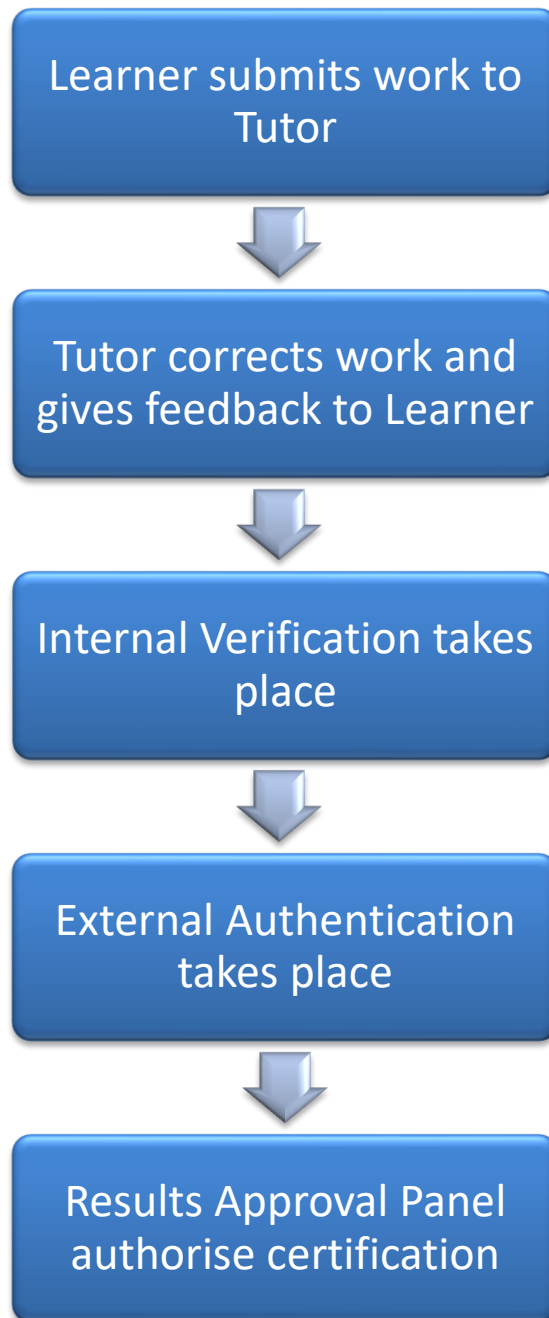 Learner submits work to
Tutor
Tutor corrects work and
gives feedback to Learner
Internal Verification takes
place
External Authentication
takes place
Results Approval Panel
authorise certification